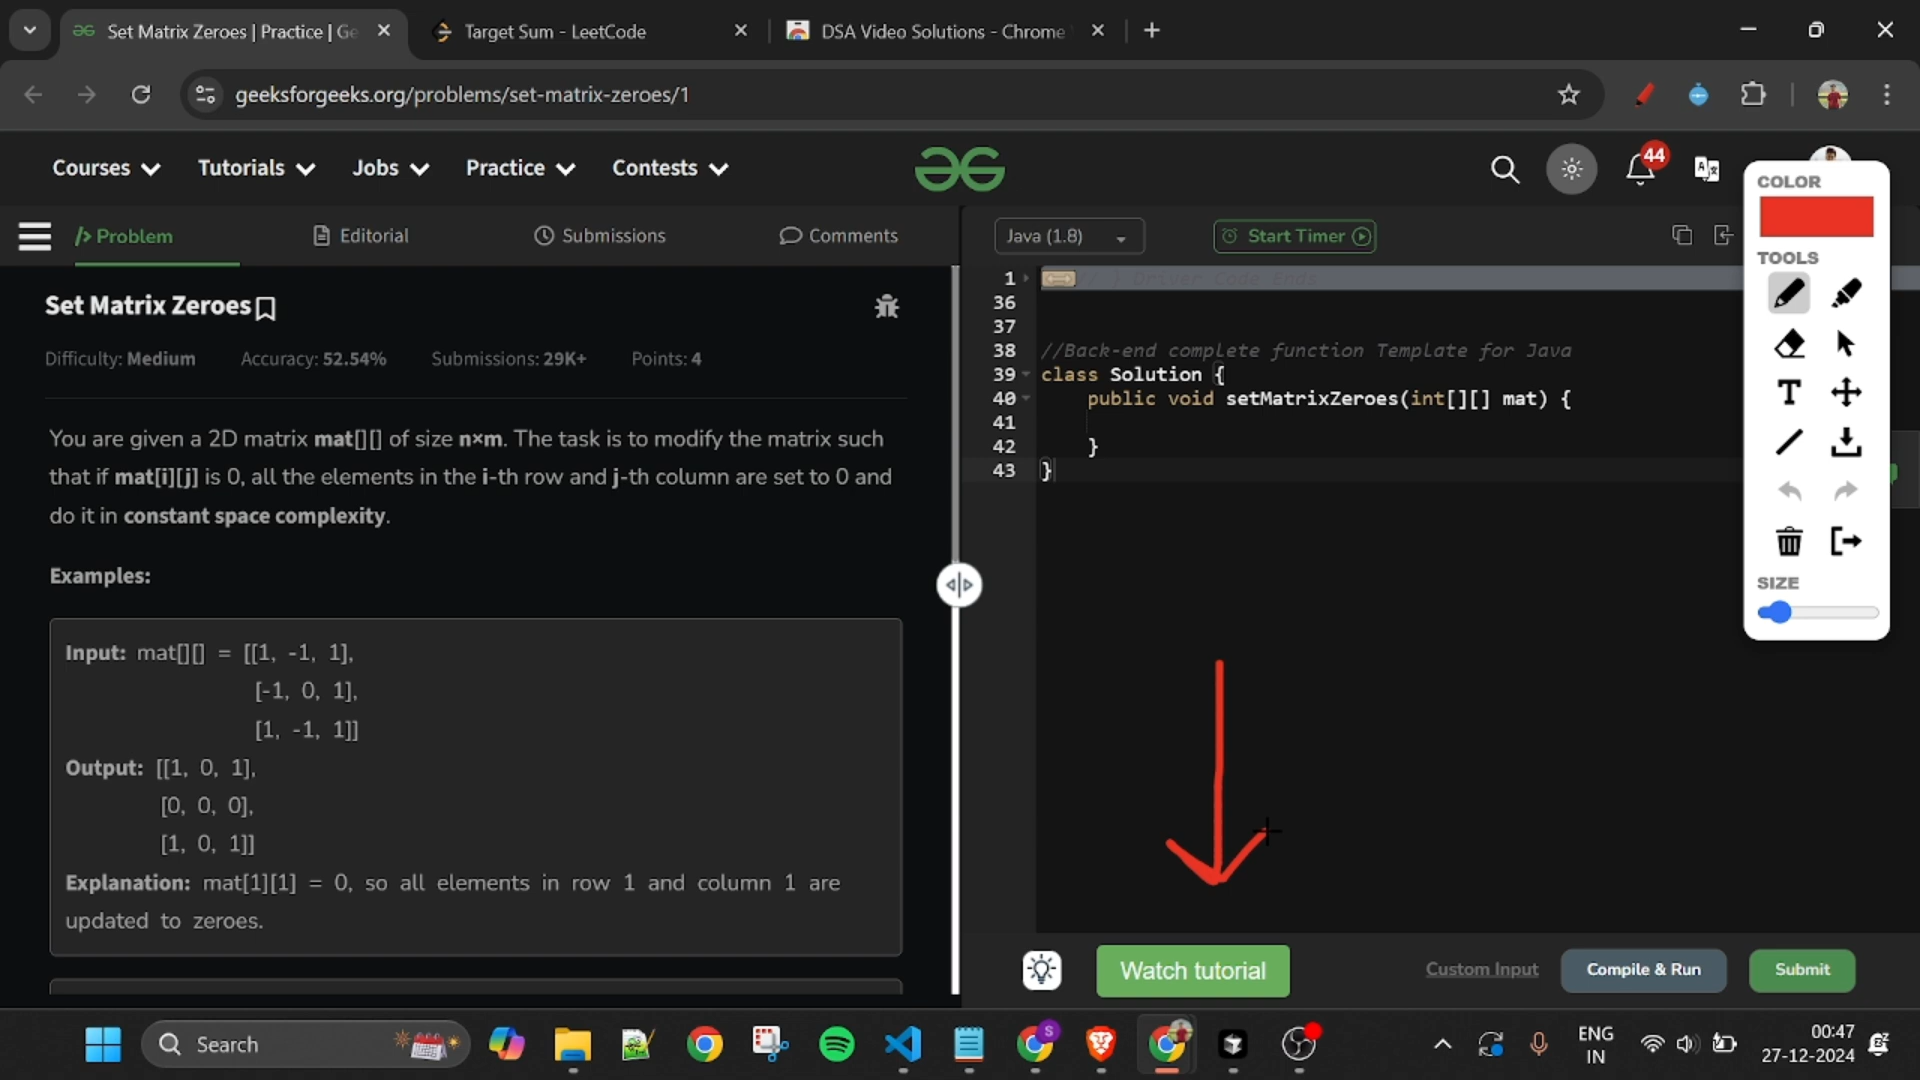 Set Matrix Zeroes | Practice | Ge
Target Sum - LeetCode
DSA Video Solutions - Chrome
geeksforgeeks.org/problems/set-matrix-zeroes/1
Courses
Tutorials
Jobs
Practice
Contests
44
Problem
Editorial
Submissions
Comments
Java (1.8)
Start Timer
Set Matrix Zeroes
Difficulty: Medium
Accuracy: 52.54%
Submissions: 29K+
Points: 4
You are given a 2D matrix mat[][] of size n×m. The task is to modify the matrix such
that if mat[i][j] is 0, all the elements in the i-th row and j-th column are set to 0 and
do it in constant space complexity.
Examples:
Input: mat[][] = [[1, -1, 1],
[-1, 0, 1],
[1, -1, 1]]
Output: [[1, 0, 1],
[0, 0, 0],
[1, 0, 1]]
Explanation: mat[1][1] = 0, so all elements in row 1 and column 1 are
updated to zeroes.
1 // } Driver Code Ends
36
37
38 //Back-end complete function Template for Java
39 class Solution {
40 public void setMatrixZeroes(int[][] mat) {
41
42 }
43 }
COLOR
TOOLS
T
SIZE
Watch tutorial
Custom Input
Compile & Run
Submit
Search
S
ENG
IN
00:47
27-12-2024